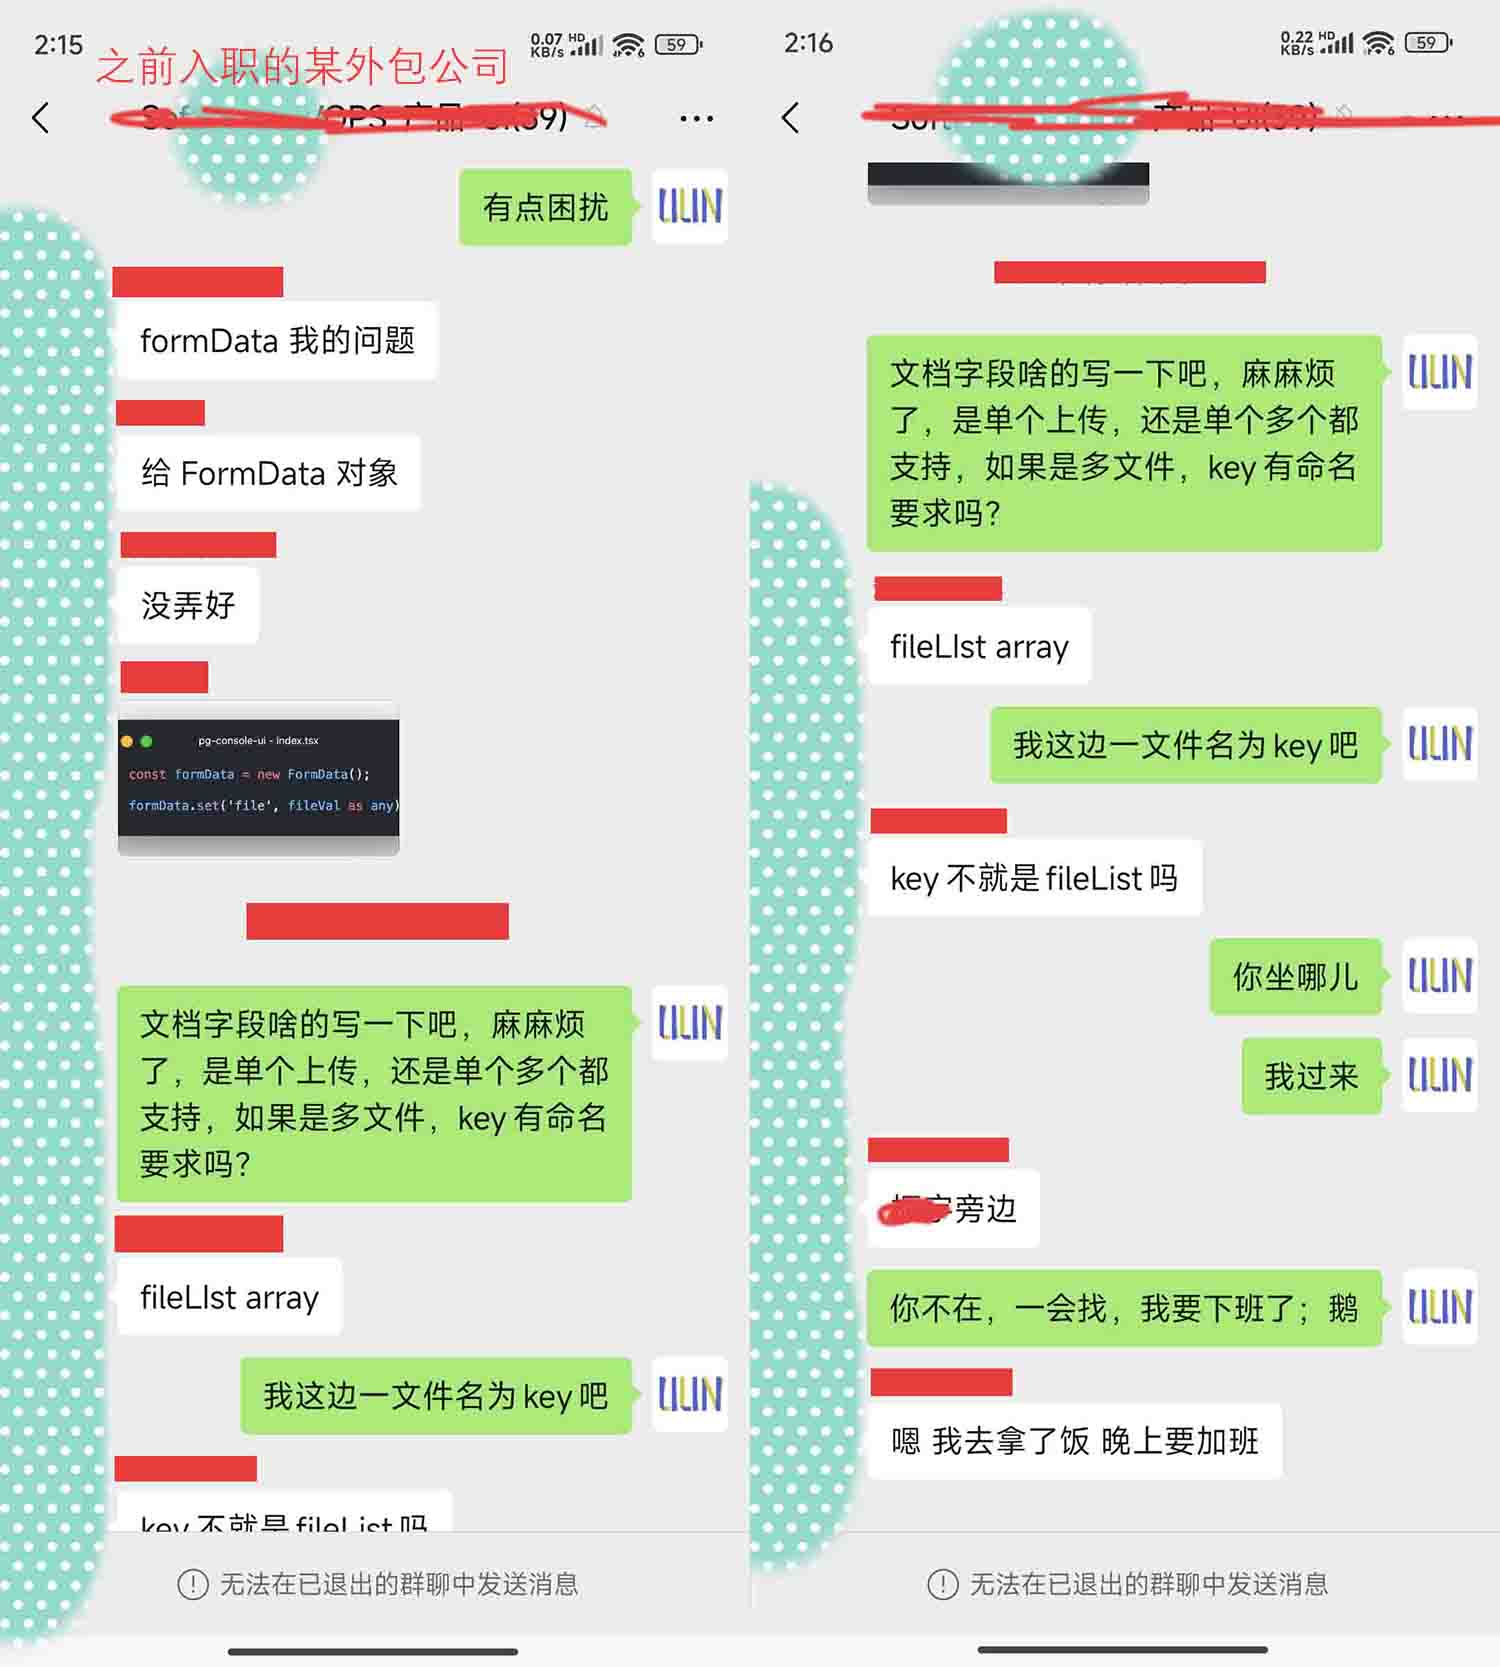 2:15
0.07 KB/s
HD
6
59
之前入职的某外包公司
有点困扰
LILIN
formData 我的问题
给 FormData 对象
没弄好
pg-console-ui - index.tsx
const formData = new FormData();
formData.set('file', fileVal as any)
文档字段啥的写一下吧，麻麻烦
了，是单个上传，还是单个多个都
支持，如果是多文件，key 有命名
要求吗？
LILIN
fileLIst array
我这边一文件名为 key 吧
LILIN
key 不就是 fileList 吗
无法在已退出的群聊中发送消息
2:16
0.22 KB/s
HD
6
59
文档字段啥的写一下吧，麻麻烦
了，是单个上传，还是单个多个都
支持，如果是多文件，key 有命名
要求吗？
LILIN
fileLIst array
我这边一文件名为 key 吧
LILIN
key 不就是 fileList 吗
你坐哪儿
LILIN
我过来
LILIN
旁边
你不在，一会找，我要下班了；鹅
LILIN
嗯 我去拿了饭 晚上要加班
无法在已退出的群聊中发送消息